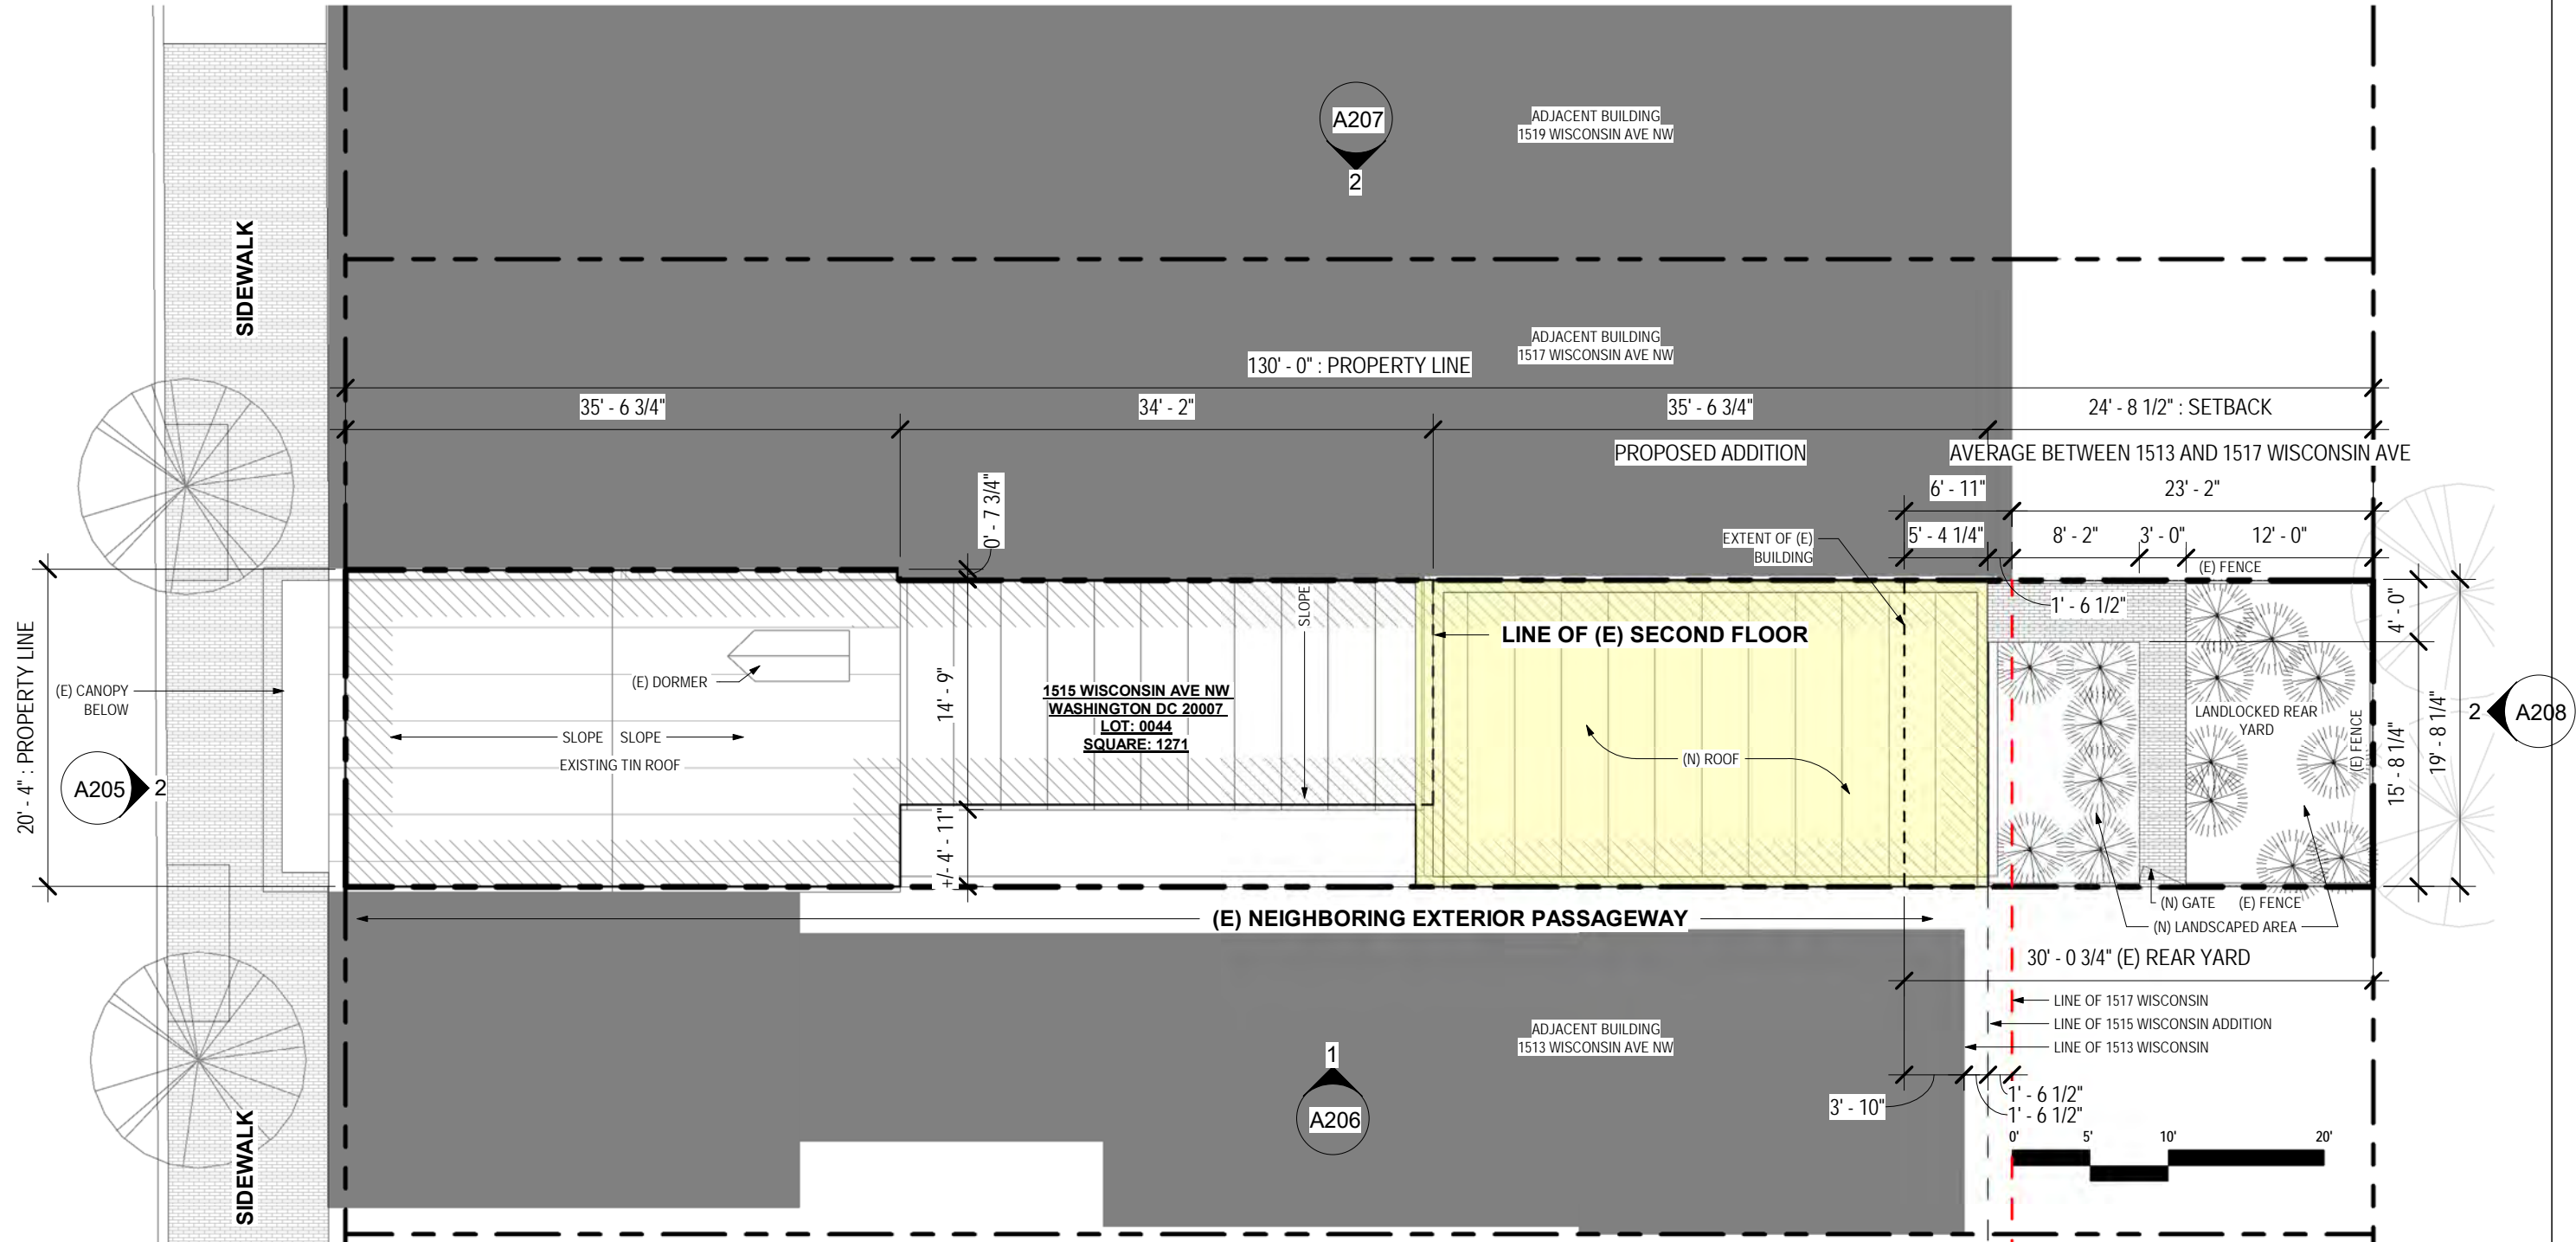 A207
2
ADJACENT BUILDING
1519 WISCONSIN AVE NW
SIDEWALK
ADJACENT BUILDING
1517 WISCONSIN AVE NW
130' - 0" : PROPERTY LINE
35' - 6 3/4"
34' - 2"
35' - 6 3/4"
24' - 8 1/2" : SETBACK
PROPOSED ADDITION
AVERAGE BETWEEN 1513 AND 1517 WISCONSIN AVE
6' - 11"
23' - 2"
0' - 7 3/4"
EXTENT OF (E)
BUILDING
5' - 4 1/4"
8' - 2"
3' - 0"
12' - 0"
(E) FENCE
1' - 6 1/2"
4' - 0"
20' - 4" : PROPERTY LINE
SLOPE
LINE OF (E) SECOND FLOOR
(E) CANOPY
BELOW
(E) DORMER
14' - 9"
1515 WISCONSIN AVE NW
WASHINGTON DC 20007
LOT: 0044
SQUARE: 1271
LANDLOCKED REAR
YARD
(E) FENCE
15' - 8 1/4"
19' - 8 1/4"
2
A208
SLOPE
SLOPE
EXISTING TIN ROOF
(N) ROOF
A205
2
+/- 4' - 11"
(N) GATE
(E) FENCE
(N) LANDSCAPED AREA
(E) NEIGHBORING EXTERIOR PASSAGEWAY
30' - 0 3/4" (E) REAR YARD
LINE OF 1517 WISCONSIN
LINE OF 1515 WISCONSIN ADDITION
LINE OF 1513 WISCONSIN
ADJACENT BUILDING
1513 WISCONSIN AVE NW
1
A206
3' - 10"
1' - 6 1/2"
1' - 6 1/2"
0'
5'
10'
20'
SIDEWALK